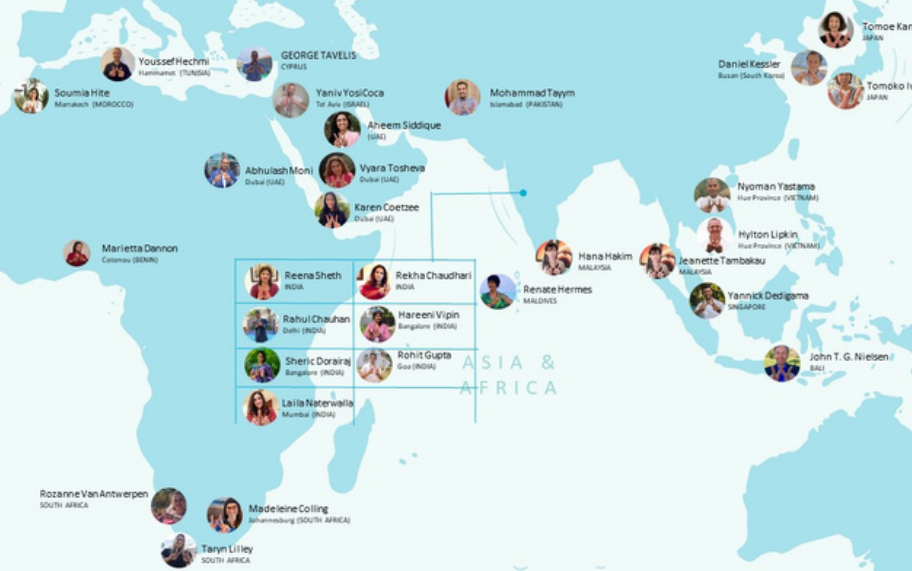 Tomoe Kan
JAPAN
Daniel Kessler
Busan (South Korea)
Tomoko Iv
JAPAN
GEORGE TAVELIS
CYPRUS
Youssef Hechmi
Hammamet (TUNISIA)
Soumia Hite
Marrakech (MOROCCO)
Yaniv Yosi Coca
Tel Aviv (ISRAEL)
Mohammad Tayym
Islamabad (PAKISTAN)
Aheem Siddique
(UAE)
Abhulash Moni
Dubai (UAE)
Vyara Tosheva
Dubai (UAE)
Karen Coetzee
Dubai (UAE)
Nyoman Yastama
Hue Province (VIETNAM)
Hylton Lipkin
Hue Province (VIETNAM)
Marietta Dannon
Cotonou (BENIN)
Hana Hakim
MALAYSIA
Jeanette Tambakau
MALAYSIA
Reena Sheth
INDIA
Rekha Chaudhari
INDIA
Renate Hermes
MALDIVES
Yannick Dedigama
SINGAPORE
Rahul Chauhan
Delhi (INDIA)
Hareeni Vipin
Bangalore (INDIA)
Sheric Dorairaj
Bangalore (INDIA)
Rohit Gupta
Goa (INDIA)
ASIA &
AFRICA
John T. G. Nielsen
BALI
Laila Naterwalla
Mumbai (INDIA)
Rozanne Van Antwerpen
SOUTH AFRICA
Madeleine Colling
Johannesburg (SOUTH AFRICA)
Taryn Lilley
SOUTH AFRICA